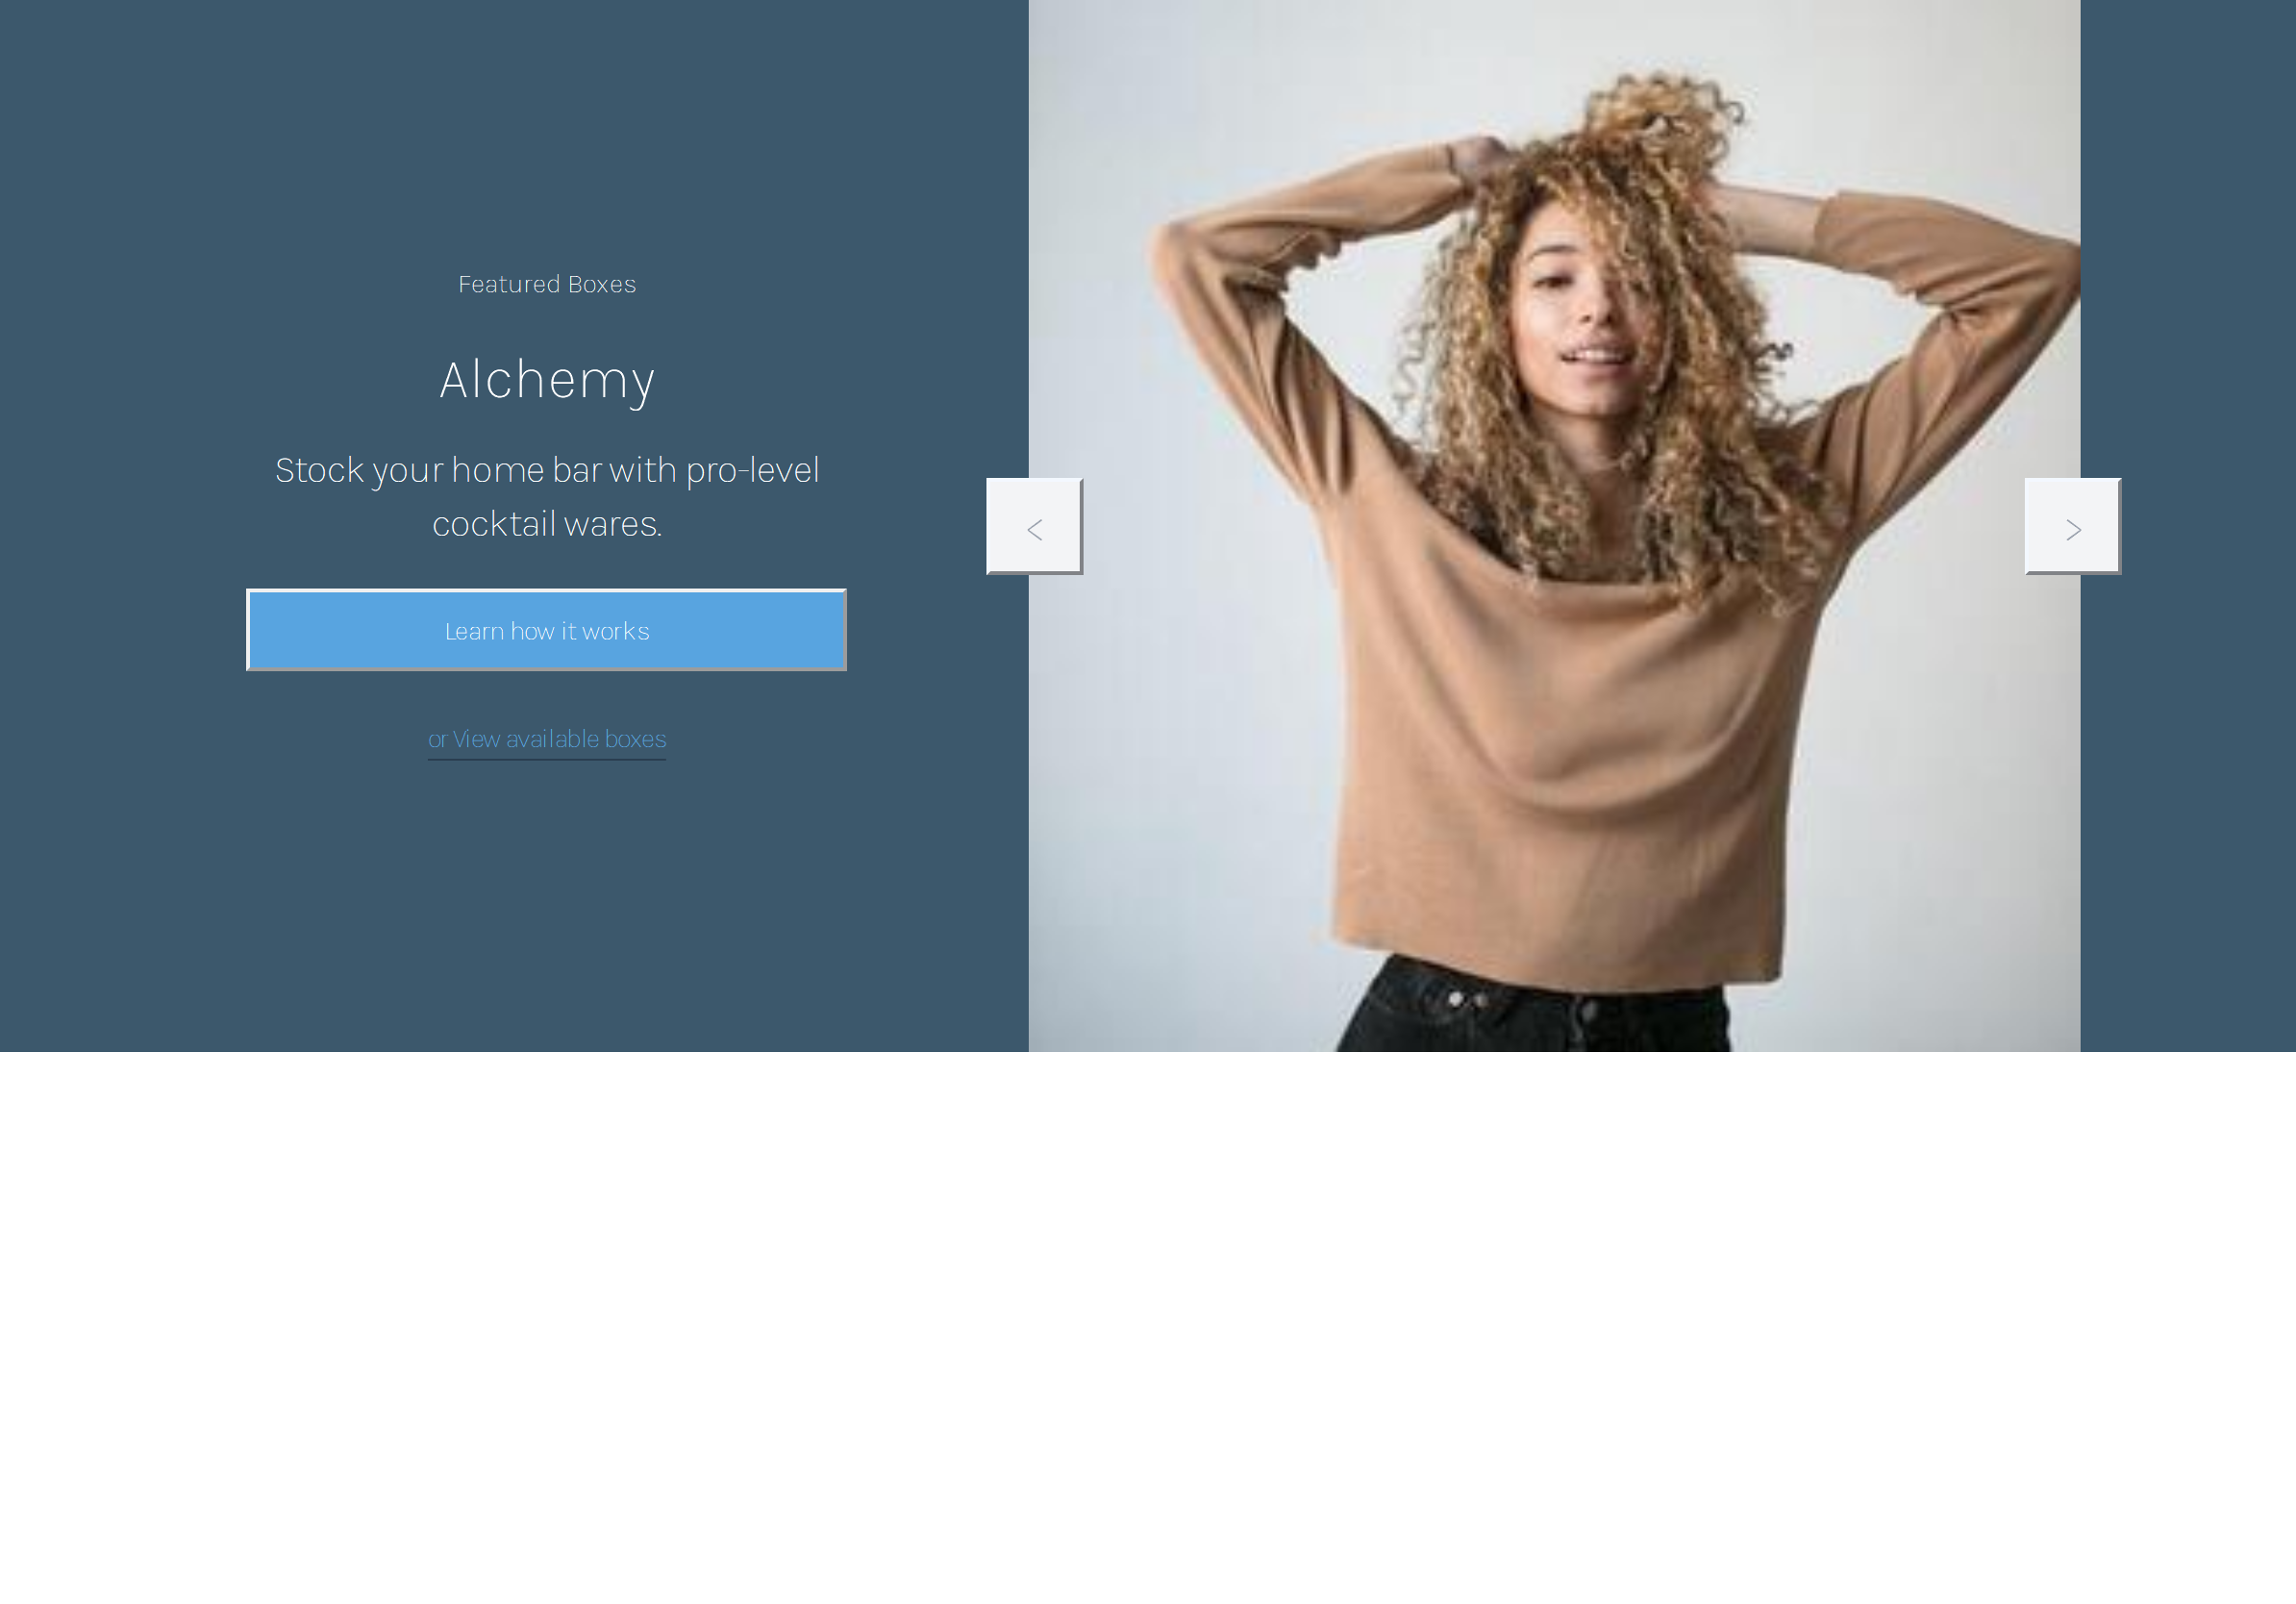 Featured Boxes
Alchemy
Stock your home bar with pro-level
cocktail wares.
Learn how it works
or View available boxes
<
>